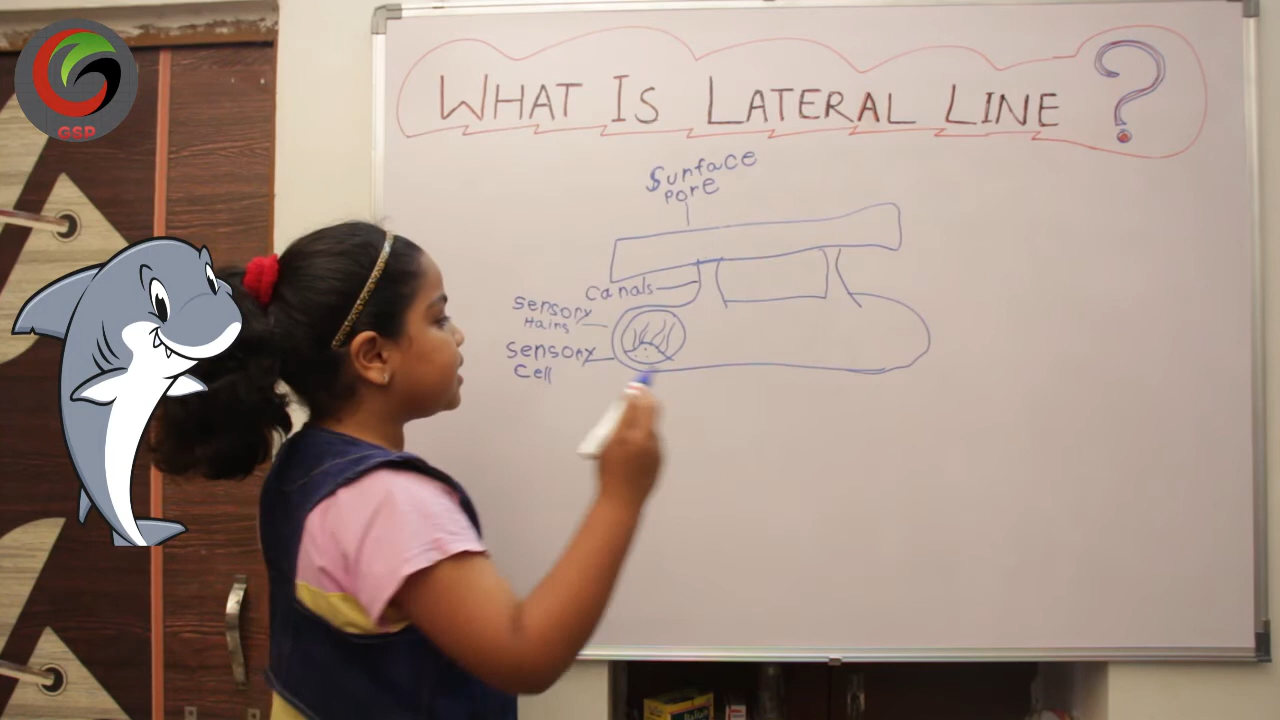 GSP
WHAT IS LATERAL LINE ?
Surface
pore
Canals
Sensory
Hairs
Sensory
Cell